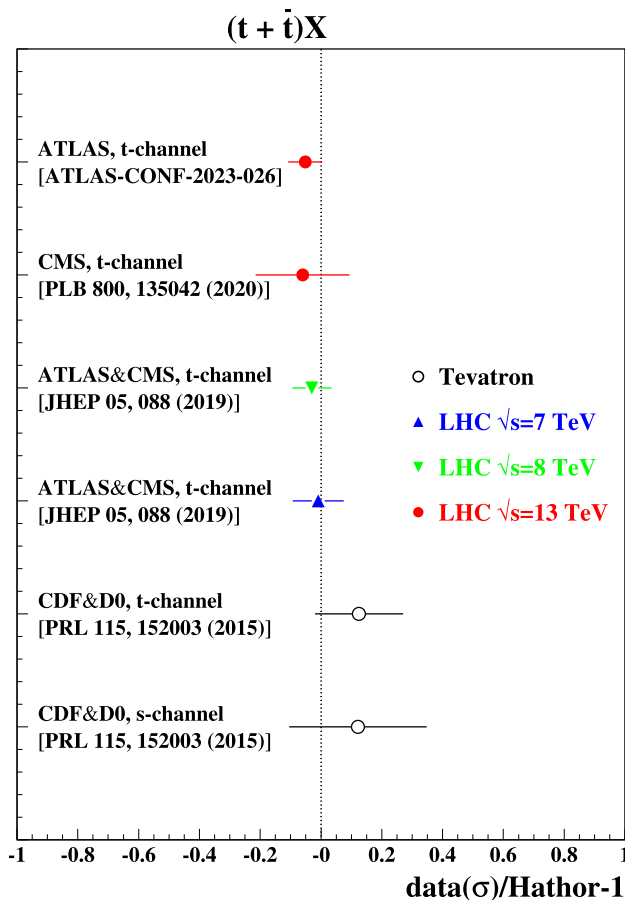 (t + t̄)X
ATLAS, t-channel
[ATLAS-CONF-2023-026]
CMS, t-channel
[PLB 800, 135042 (2020)]
ATLAS&CMS, t-channel
[JHEP 05, 088 (2019)]
ATLAS&CMS, t-channel
[JHEP 05, 088 (2019)]
CDF&D0, t-channel
[PRL 115, 152003 (2015)]
CDF&D0, s-channel
[PRL 115, 152003 (2015)]
Tevatron
LHC √s=7 TeV
LHC √s=8 TeV
LHC √s=13 TeV
-1 -0.8 -0.6 -0.4 -0.2 -0 0.2 0.4 0.6 0.8 1
data(σ)/Hathor-1